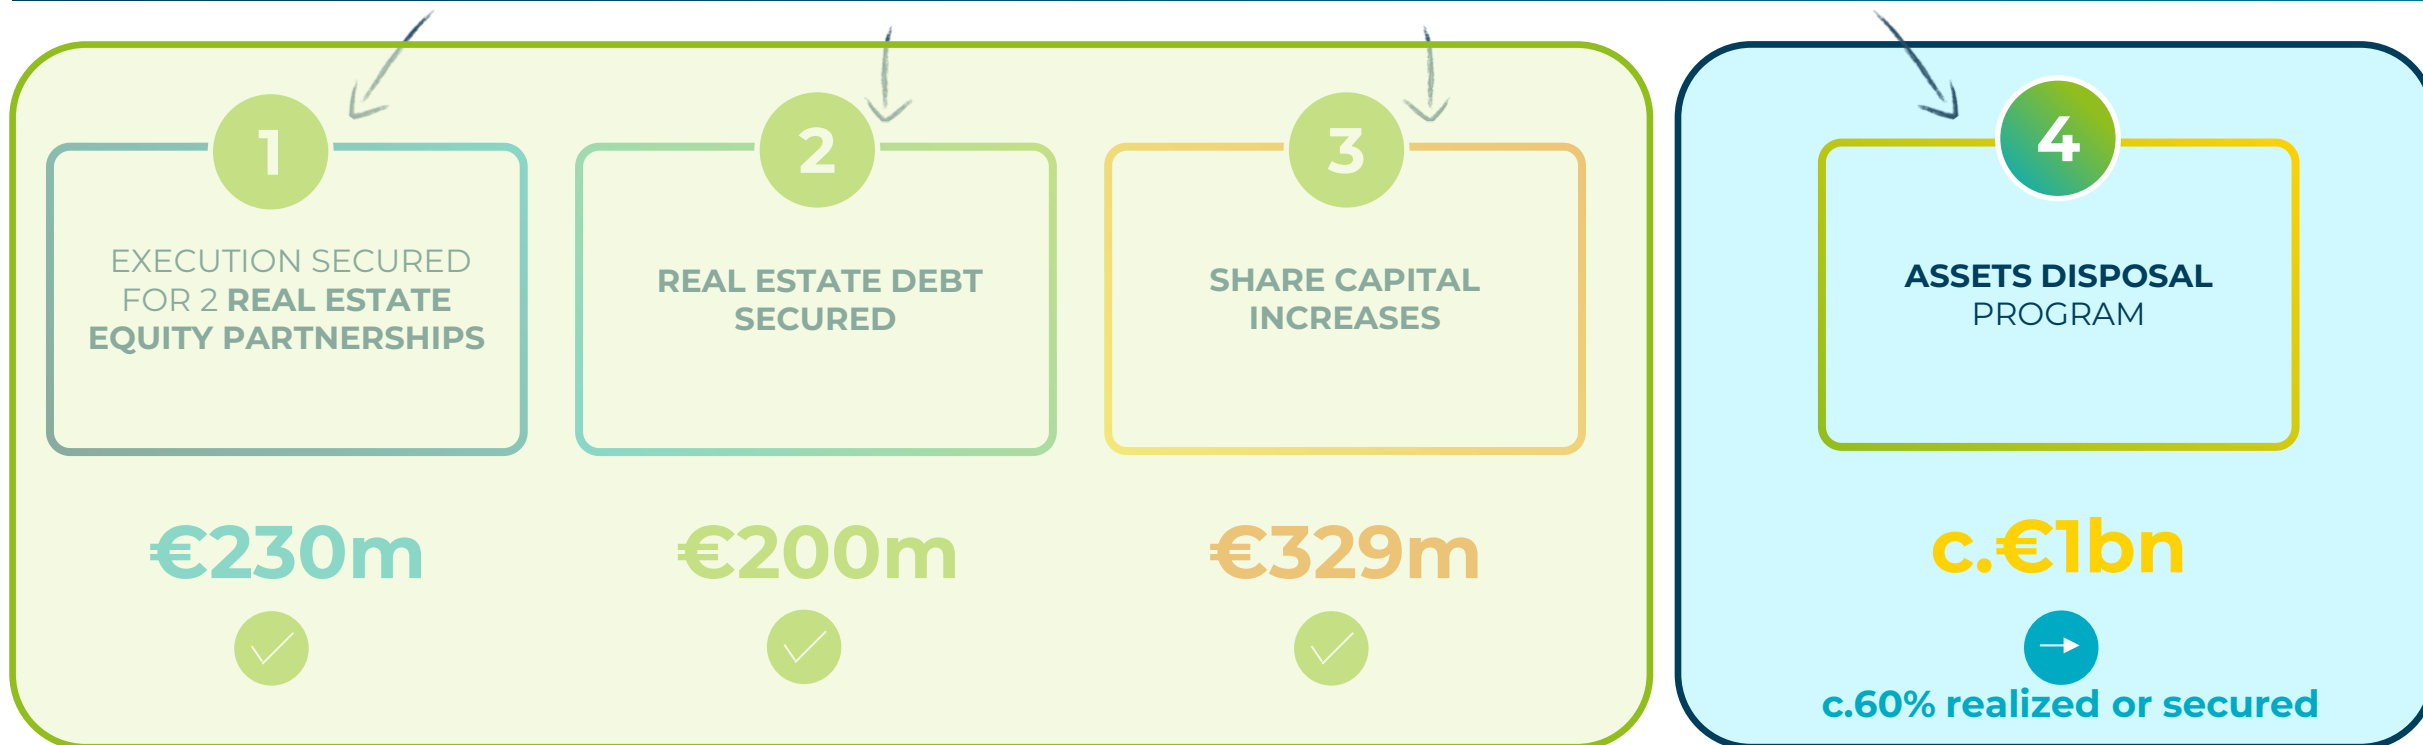 1
EXECUTION SECURED
FOR 2 REAL ESTATE
EQUITY PARTNERSHIPS
€230m
2
REAL ESTATE DEBT
SECURED
€200m
3
SHARE CAPITAL
INCREASES
€329m
4
ASSETS DISPOSAL
PROGRAM
c.€1bn
c.60% realized or secured